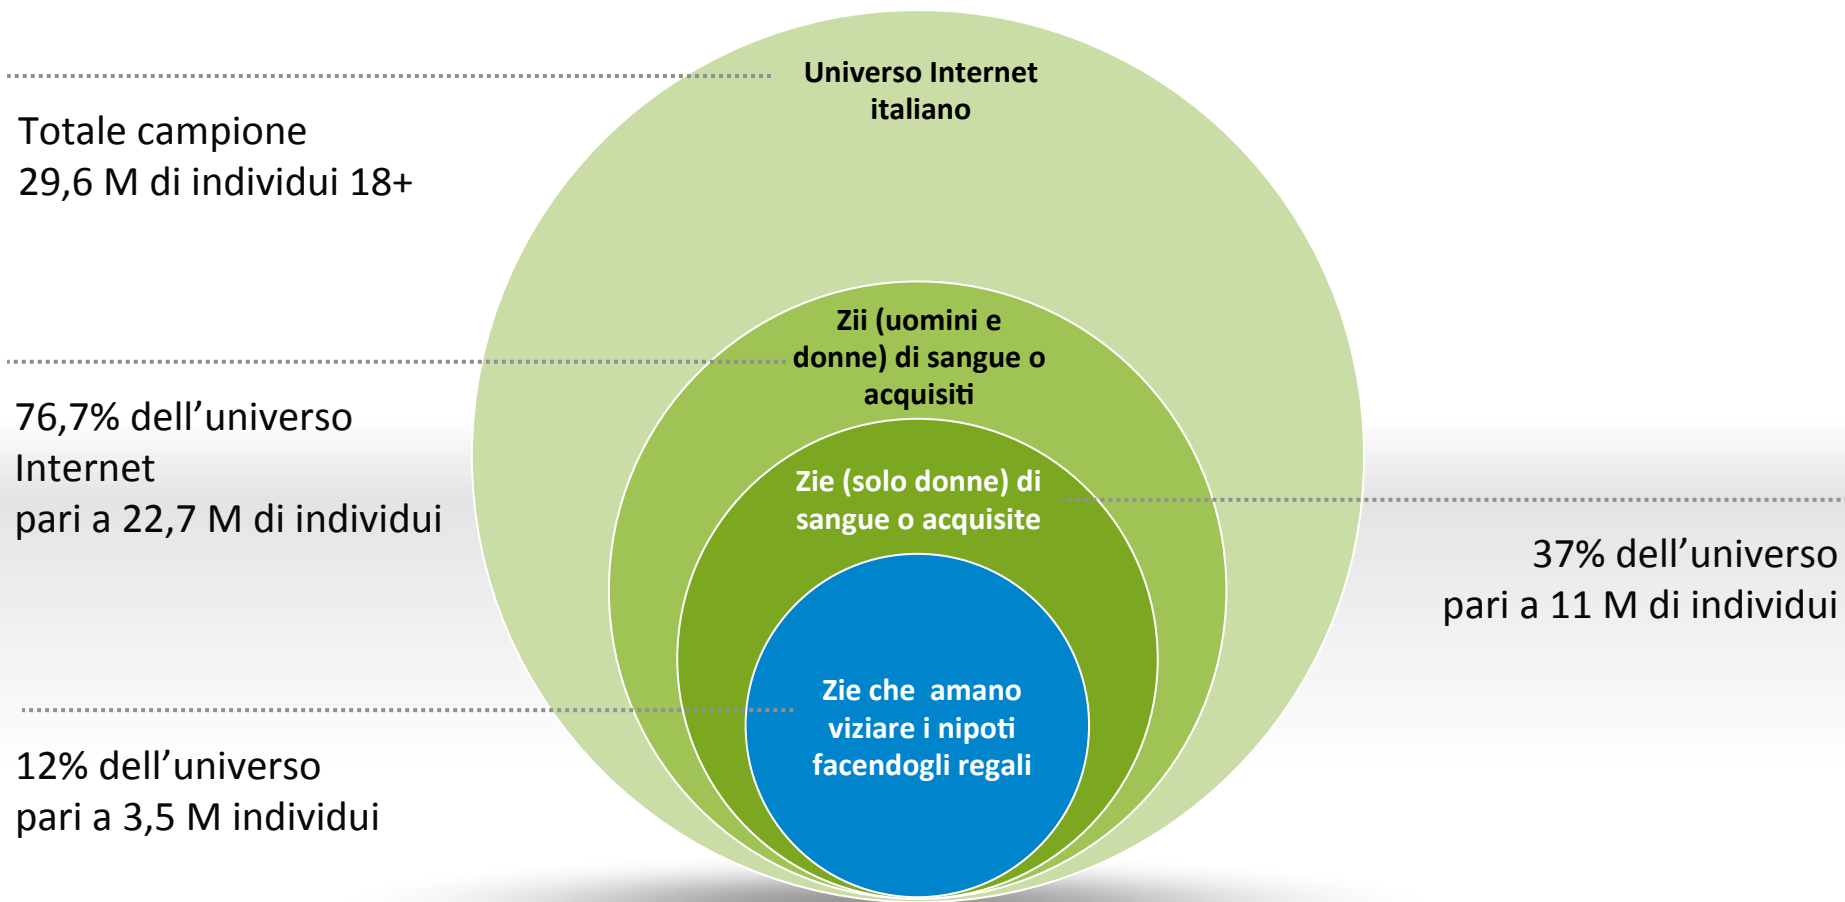 Universo Internet
italiano
Totale campione
29,6 M di individui 18+
Zii (uomini e
donne) di sangue o
acquisiti
76,7% dell’universo
Internet
pari a 22,7 M di individui
Zie (solo donne) di
sangue o acquisite
37% dell’universo
pari a 11 M di individui
Zie che  amano
viziare i nipoti
facendogli regali
12% dell’universo
pari a 3,5 M individui